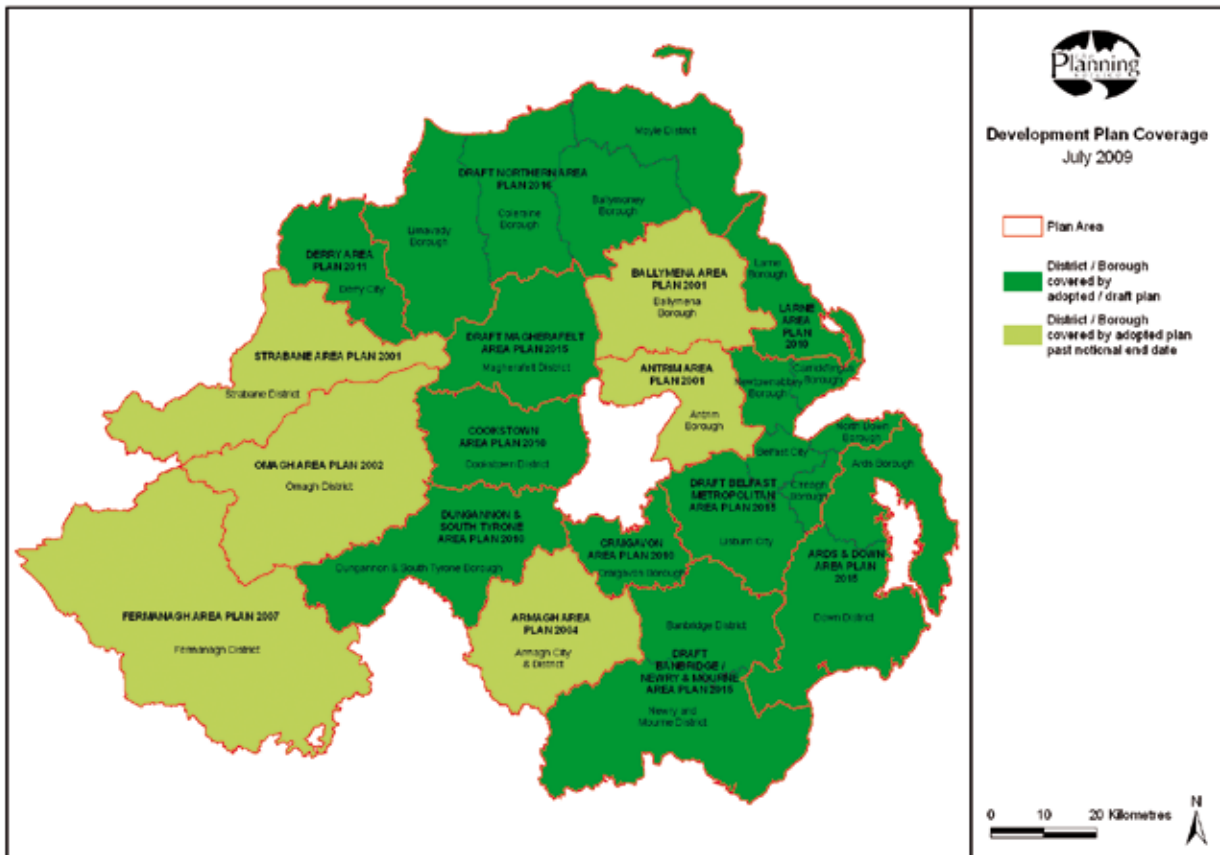 Planning
Development Plan Coverage
July 2009
Plan Area
District / Borough
covered by
adopted / draft plan
District / Borough
covered by adopted plan
past notional end date
Moyle District
DRAFT NORTHERN AREA
PLAN 2016
Ballymoney
Borough
Coleraine
Borough
Limavady
Borough
DERRY AREA
PLAN 2011
Derry City
BALLYMENA AREA
PLAN 2001
Ballymena
Borough
Larne
Borough
LARNE
AREA
PLAN
2010
DRAFT MAGHERAFELT
AREA PLAN 2015
Magherafelt District
STRABANE AREA PLAN 2001
Strabane District
ANTRIM AREA
PLAN 2001
Antrim
Borough
Newtownabbey
Borough
Carrickfergus
Borough
COOKSTOWN
AREA PLAN 2010
Cookstown District
OMAGH AREA PLAN 2002
Omagh District
North Down
Borough
Belfast City
Ards Borough
Castlereagh
Borough
DRAFT BELFAST
METROPOLITAN
AREA PLAN 2015
Lisburn City
DUNGANNON &
SOUTH TYRONE
AREA PLAN 2010
Dungannon & South Tyrone Borough
CRAIGAVON
AREA PLAN 2010
Craigavon Borough
ARDS & DOWN
AREA PLAN
2015
Down District
FERMANAGH AREA PLAN 2007
Fermanagh District
ARMAGH AREA
PLAN 2004
Armagh City
& District
Banbridge District
DRAFT
BANBRIDGE /
NEWRY & MOURNE
AREA PLAN 2015
Newry and
Mourne District
N
0 10 20 Kilometres